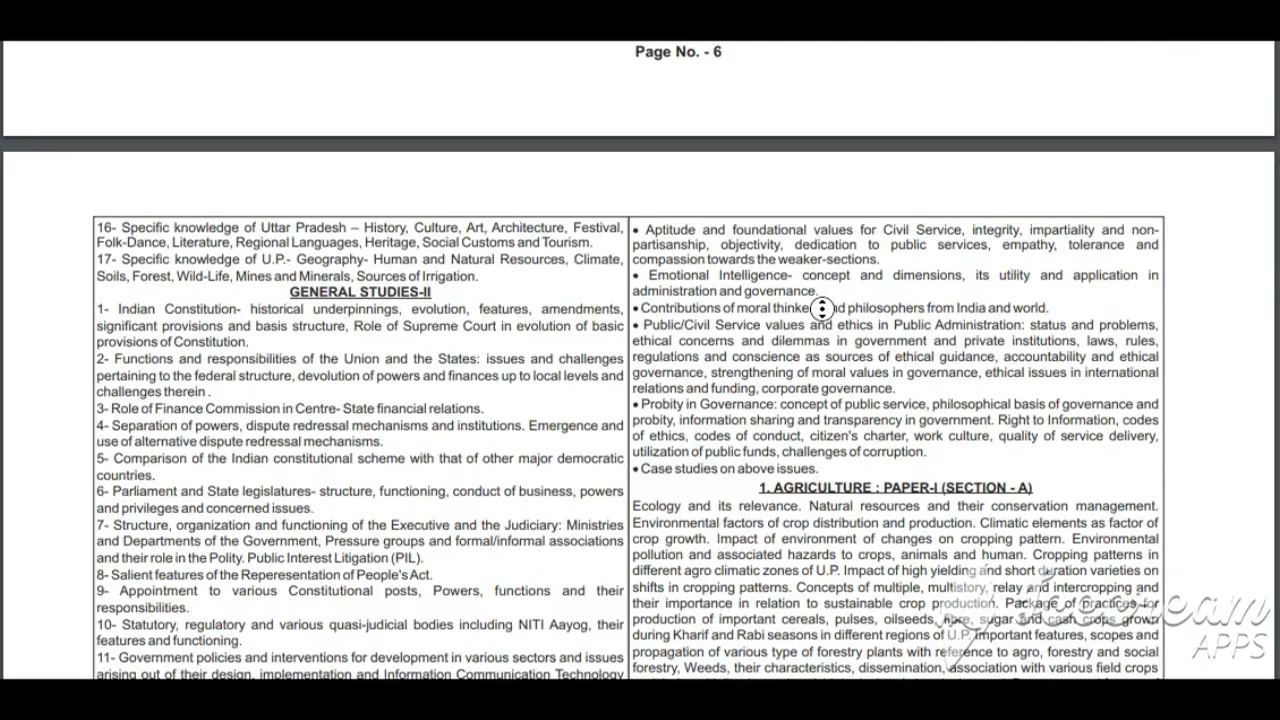 Page No. - 6
16- Specific knowledge of Uttar Pradesh – History, Culture, Art, Architecture, Festival,
Folk-Dance, Literature, Regional Languages, Heritage, Social Customs and Tourism.
17- Specific knowledge of U.P.- Geography- Human and Natural Resources, Climate,
Soils, Forest, Wild-Life, Mines and Minerals, Sources of Irrigation.
GENERAL STUDIES-II
1- Indian Constitution- historical underpinnings, evolution, features, amendments,
significant provisions and basis structure, Role of Supreme Court in evolution of basic
provisions of Constitution.
2- Functions and responsibilities of the Union and the States: issues and challenges
pertaining to the federal structure, devolution of powers and finances up to local levels and
challenges therein .
3- Role of Finance Commission in Centre- State financial relations.
4- Separation of powers, dispute redressal mechanisms and institutions. Emergence and
use of alternative dispute redressal mechanisms.
5- Comparison of the Indian constitutional scheme with that of other major democratic
countries.
6- Parliament and State legislatures- structure, functioning, conduct of business, powers
and privileges and concerned issues.
7- Structure, organization and functioning of the Executive and the Judiciary: Ministries
and Departments of the Government, Pressure groups and formal/informal associations
and their role in the Polity. Public Interest Litigation (PIL).
8- Salient features of the Reperesentation of People's Act.
9- Appointment to various Constitutional posts, Powers, functions and their
responsibilities.
10- Statutory, regulatory and various quasi-judicial bodies including NITI Aayog, their
features and functioning.
11- Government policies and interventions for development in various sectors and issues
arising out of their design, implementation and Information Communication Technology
• Aptitude and foundational values for Civil Service, integrity, impartiality and non-
partisanship, objectivity, dedication to public services, empathy, tolerance and
compassion towards the weaker-sections.
• Emotional Intelligence- concept and dimensions, its utility and application in
administration and governance.
• Contributions of moral philosophers from India and world.
• Public/Civil Service values and ethics in Public Administration: status and problems,
ethical concerns and dilemmas in government and private institutions, laws, rules,
regulations and conscience as sources of ethical guidance, accountability and ethical
governance, strengthening of moral values in governance, ethical issues in international
relations and funding, corporate governance.
• Probity in Governance: concept of public service, philosophical basis of governance and
probity, information sharing and transparency in government. Right to Information, codes
of ethics, codes of conduct, citizen's charter, work culture, quality of service delivery,
utilization of public funds, challenges of corruption.
• Case studies on above issues.
1. AGRICULTURE : PAPER-I (SECTION - A)
Ecology and its relevance. Natural resources and their conservation management.
Environmental factors of crop distribution and production. Climatic elements as factor of
crop growth. Impact of environment of changes on cropping pattern. Environmental
pollution and associated hazards to crops, animals and human. Cropping patterns in
different agro climatic zones of U.P. Impact of high yielding and short duration varieties on
shifts in cropping patterns. Concepts of multiple, multistory, relay and intercropping and
their importance in relation to sustainable crop production. Package of practices for
production of important cereals, pulses, oilseeds, fibre, sugar and cash crops grown
during Kharif and Rabi seasons in different regions of U.P. important features, scopes and
propagation of various type of forestry plants with reference to agro, forestry and social
forestry, Weeds, their characteristics, dissemination, association with various field crops
Icecream
APPS